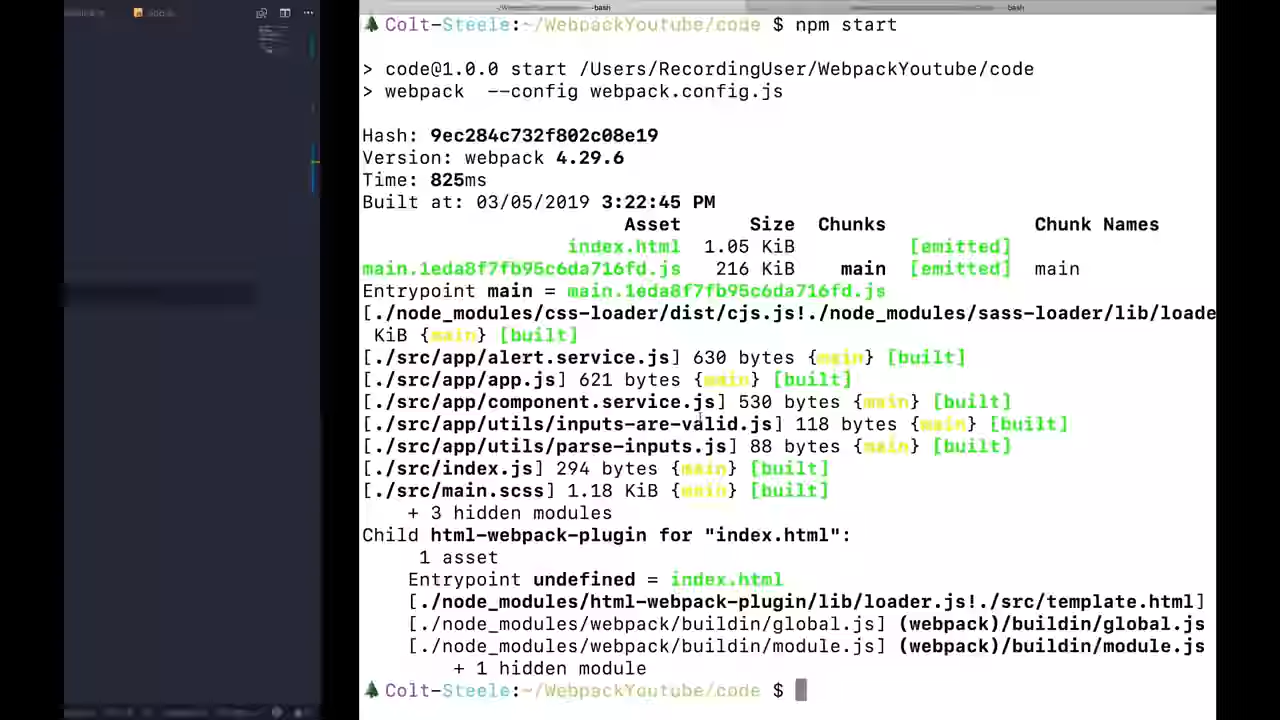 -bash
bash
Colt-Steele:~/WebpackYoutube/code $ npm start
> code@1.0.0 start /Users/RecordingUser/WebpackYoutube/code
> webpack  --config webpack.config.js
Hash: 9ec284c732f802c08e19
Version: webpack 4.29.6
Time: 825ms
Built at: 03/05/2019 3:22:45 PM
Asset Size Chunks Chunk Names
index.html 1.05 KiB [emitted]
main.1eda8f7fb95c6da716fd.js 216 KiB main [emitted] main
Entrypoint main = main.1eda8f7fb95c6da716fd.js
[./node_modules/css-loader/dist/cjs.js!./node_modules/sass-loader/lib/loade
KiB {main} [built]
[./src/app/alert.service.js] 630 bytes {main} [built]
[./src/app/app.js] 621 bytes {main} [built]
[./src/app/component.service.js] 530 bytes {main} [built]
[./src/app/utils/inputs-are-valid.js] 118 bytes {main} [built]
[./src/app/utils/parse-inputs.js] 88 bytes {main} [built]
[./src/index.js] 294 bytes {main} [built]
[./src/main.scss] 1.18 KiB {main} [built]
+ 3 hidden modules
Child html-webpack-plugin for "index.html":
1 asset
Entrypoint undefined = index.html
[./node_modules/html-webpack-plugin/lib/loader.js!./src/template.html]
[./node_modules/webpack/buildin/global.js] (webpack)/buildin/global.js
[./node_modules/webpack/buildin/module.js] (webpack)/buildin/module.js
+ 1 hidden module
Colt-Steele:~/WebpackYoutube/code $